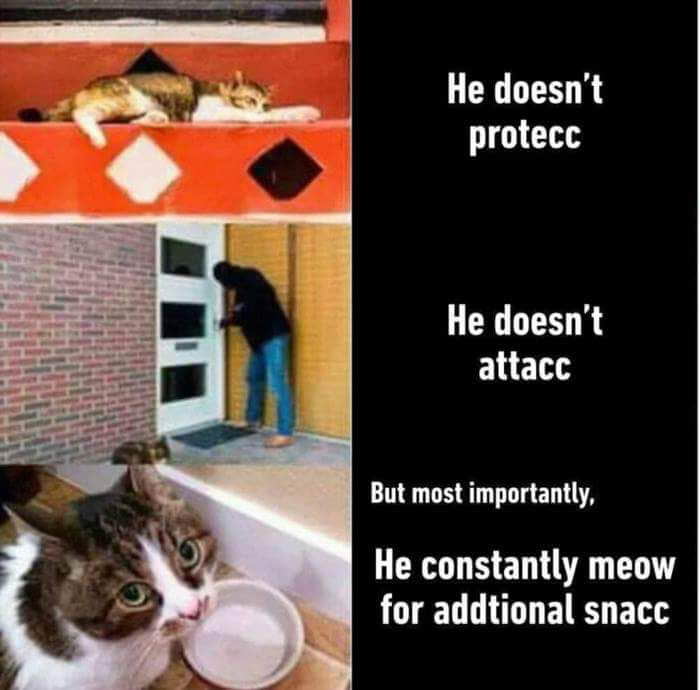 He doesn't
protecc
He doesn't
attacc
But most importantly,
He constantly meow
for addtional snacc